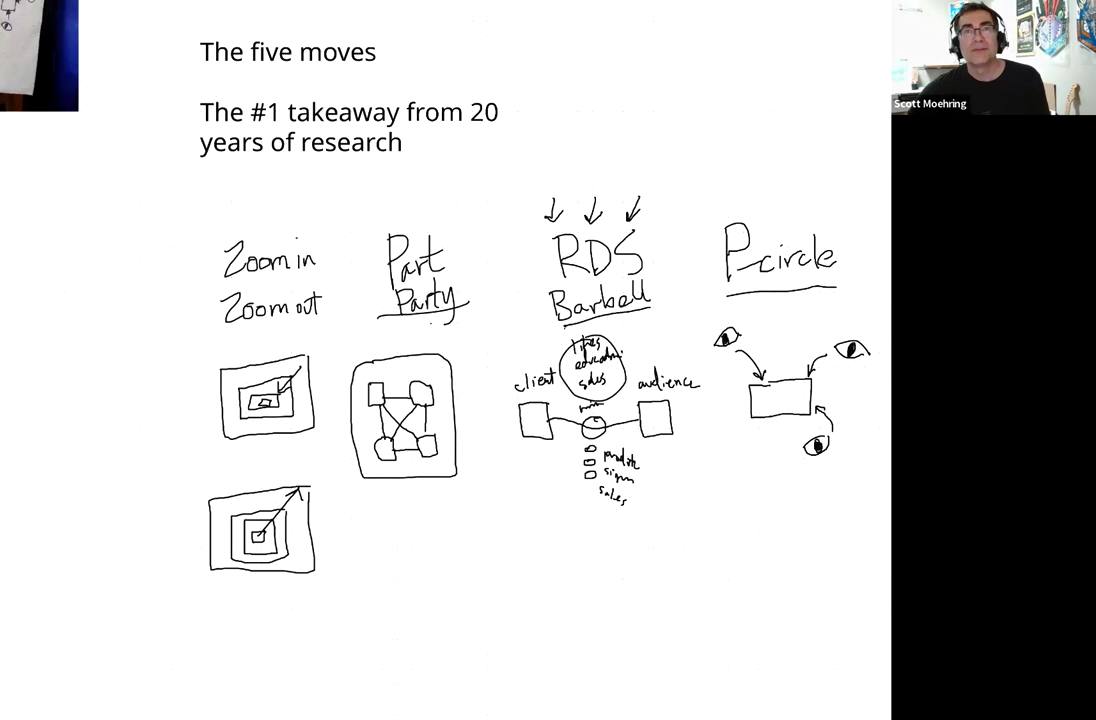 The five moves
The #1 takeaway from 20
years of research
Scott Moehring
Zoom in
Zoom out
Part
Party
RDS
Barbell
P-circle
client
sales
audience
sales